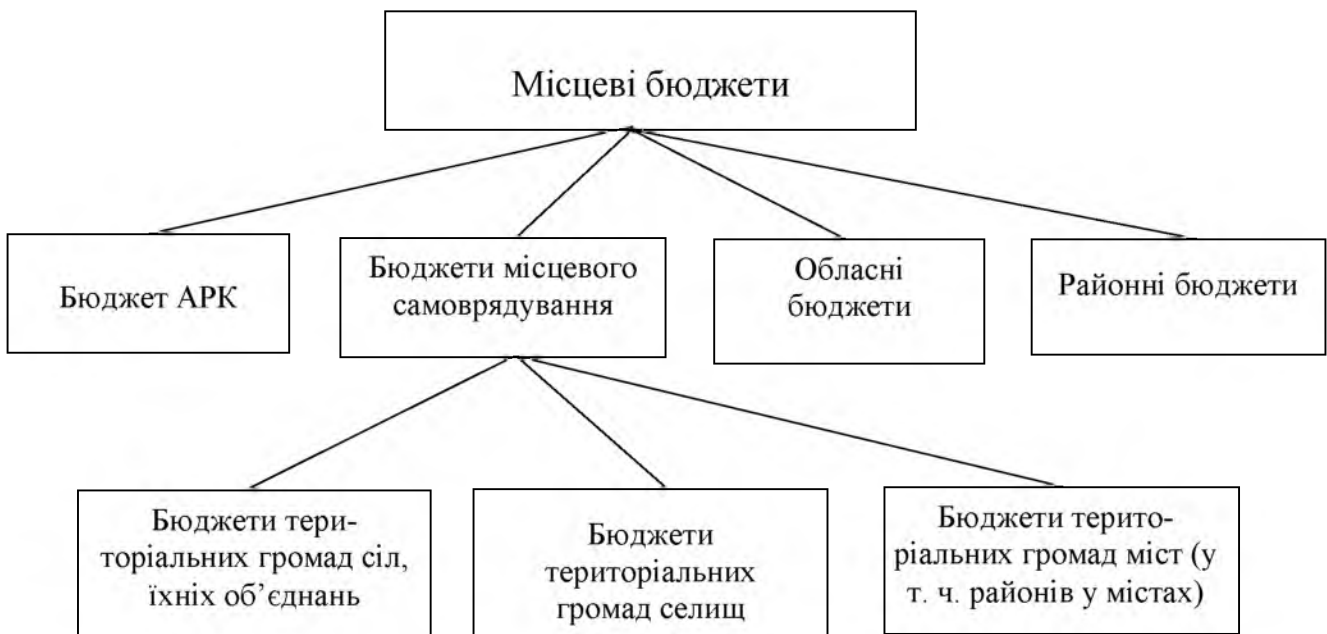 Місцеві бюджети
Бюджет АРК
Бюджети місцевого
самоврядування
Обласні
бюджети
Районні бюджети
Бюджети тери-
торіальних громад сіл,
їхніх об’єднань
Бюджети
територіальних
громад селищ
Бюджети терито-
ріальних громад міст (у
т. ч. районів у містах)